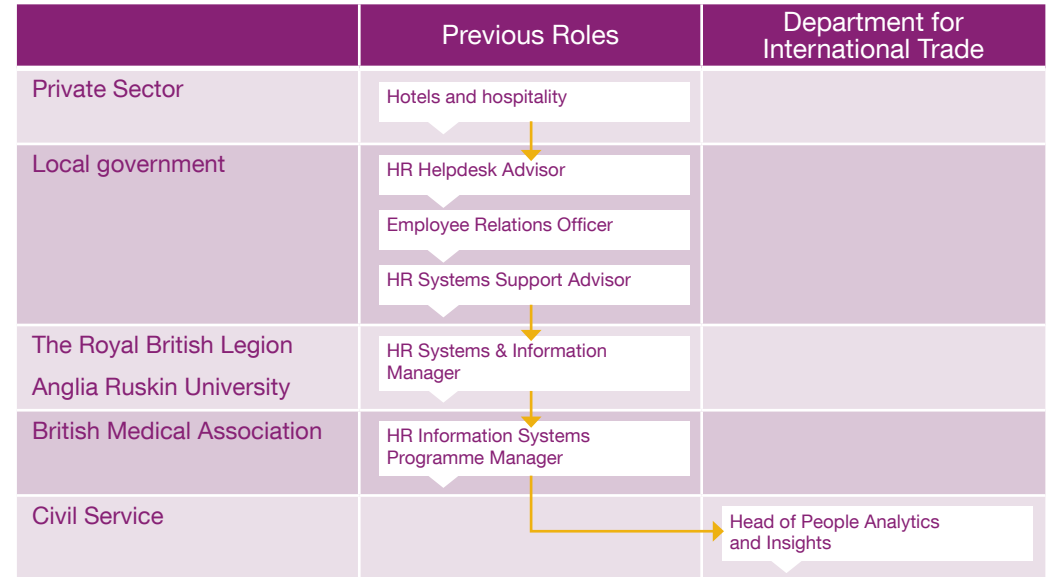 Previous Roles
Department for
International Trade
Private Sector
Hotels and hospitality
Local government
HR Helpdesk Advisor
Employee Relations Officer
HR Systems Support Advisor
The Royal British Legion
Anglia Ruskin University
HR Systems & Information
Manager
British Medical Association
HR Information Systems
Programme Manager
Civil Service
Head of People Analytics
and Insights